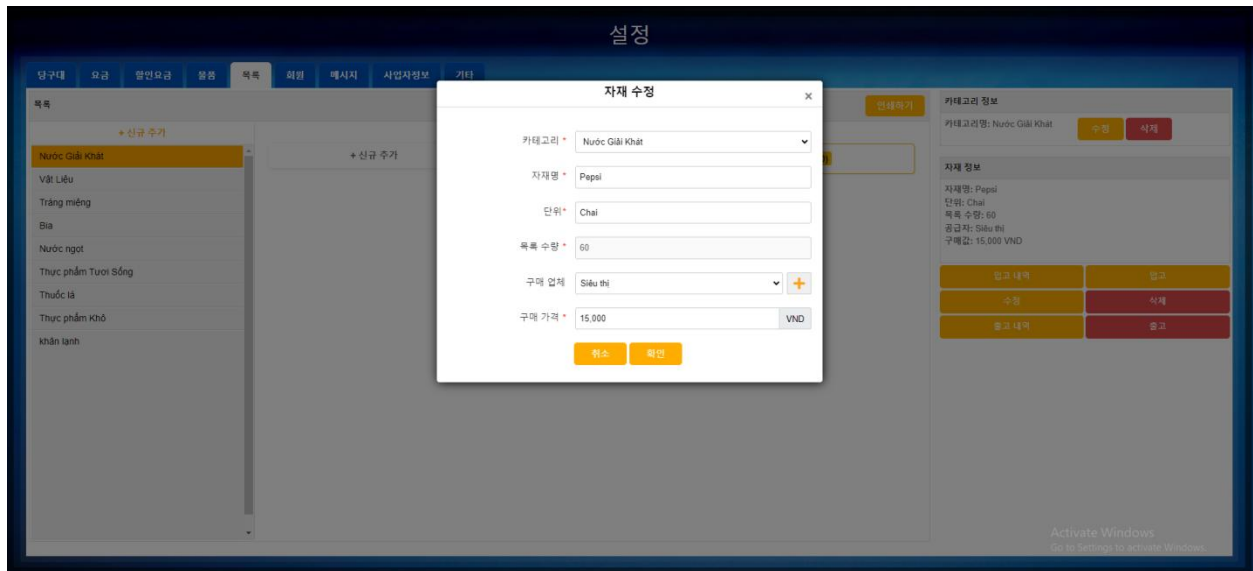 설정
당구대 요금 할인요금 물품 목록 회원 메시지 사업자정보 기타
목록
인쇄하기
+ 신규 추가
Nước Giải Khát
Vật Liệu
Tráng miệng
Bia
Nước ngọt
Thực phẩm Tươi Sống
Thuốc lá
Thực phẩm Khô
khăn lạnh
+ 신규 추가
자재 수정 ×
카테고리 * Nước Giải Khát
자재명 * Pepsi
단위* Chai
목록 수량 * 60
구매 업체 Siêu thị +
구매 가격 * 15,000 VND
취소 확인
카테고리 정보
카테고리명: Nước Giải Khát 수정 삭제
자재 정보
자재명: Pepsi
단위: Chai
목록 수량: 60
공급자: Siêu thị
구매값: 15,000 VND
입고 내역 입고
수정 삭제
출고 내역 출고
Activate Windows
Go to Settings to activate Windows.